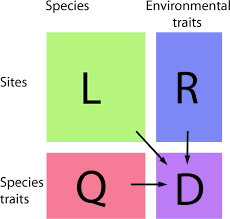 Species
Environmental
traits
Sites
L
R
Species
traits
Q
D